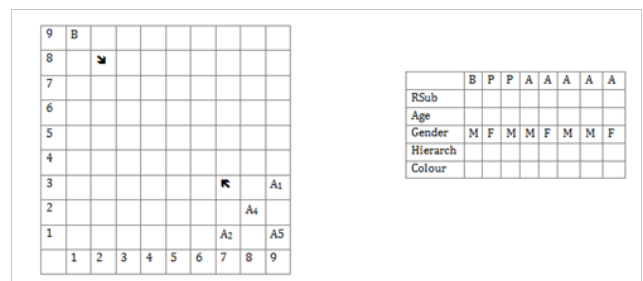 9 B
8
7
6
5
4
3 A1
2 A4
1 A2 A5
1 2 3 4 5 6 7 8 9
B P P A A A A A
RSub
Age
Gender M F M M F M M F
Hierarch
Colour